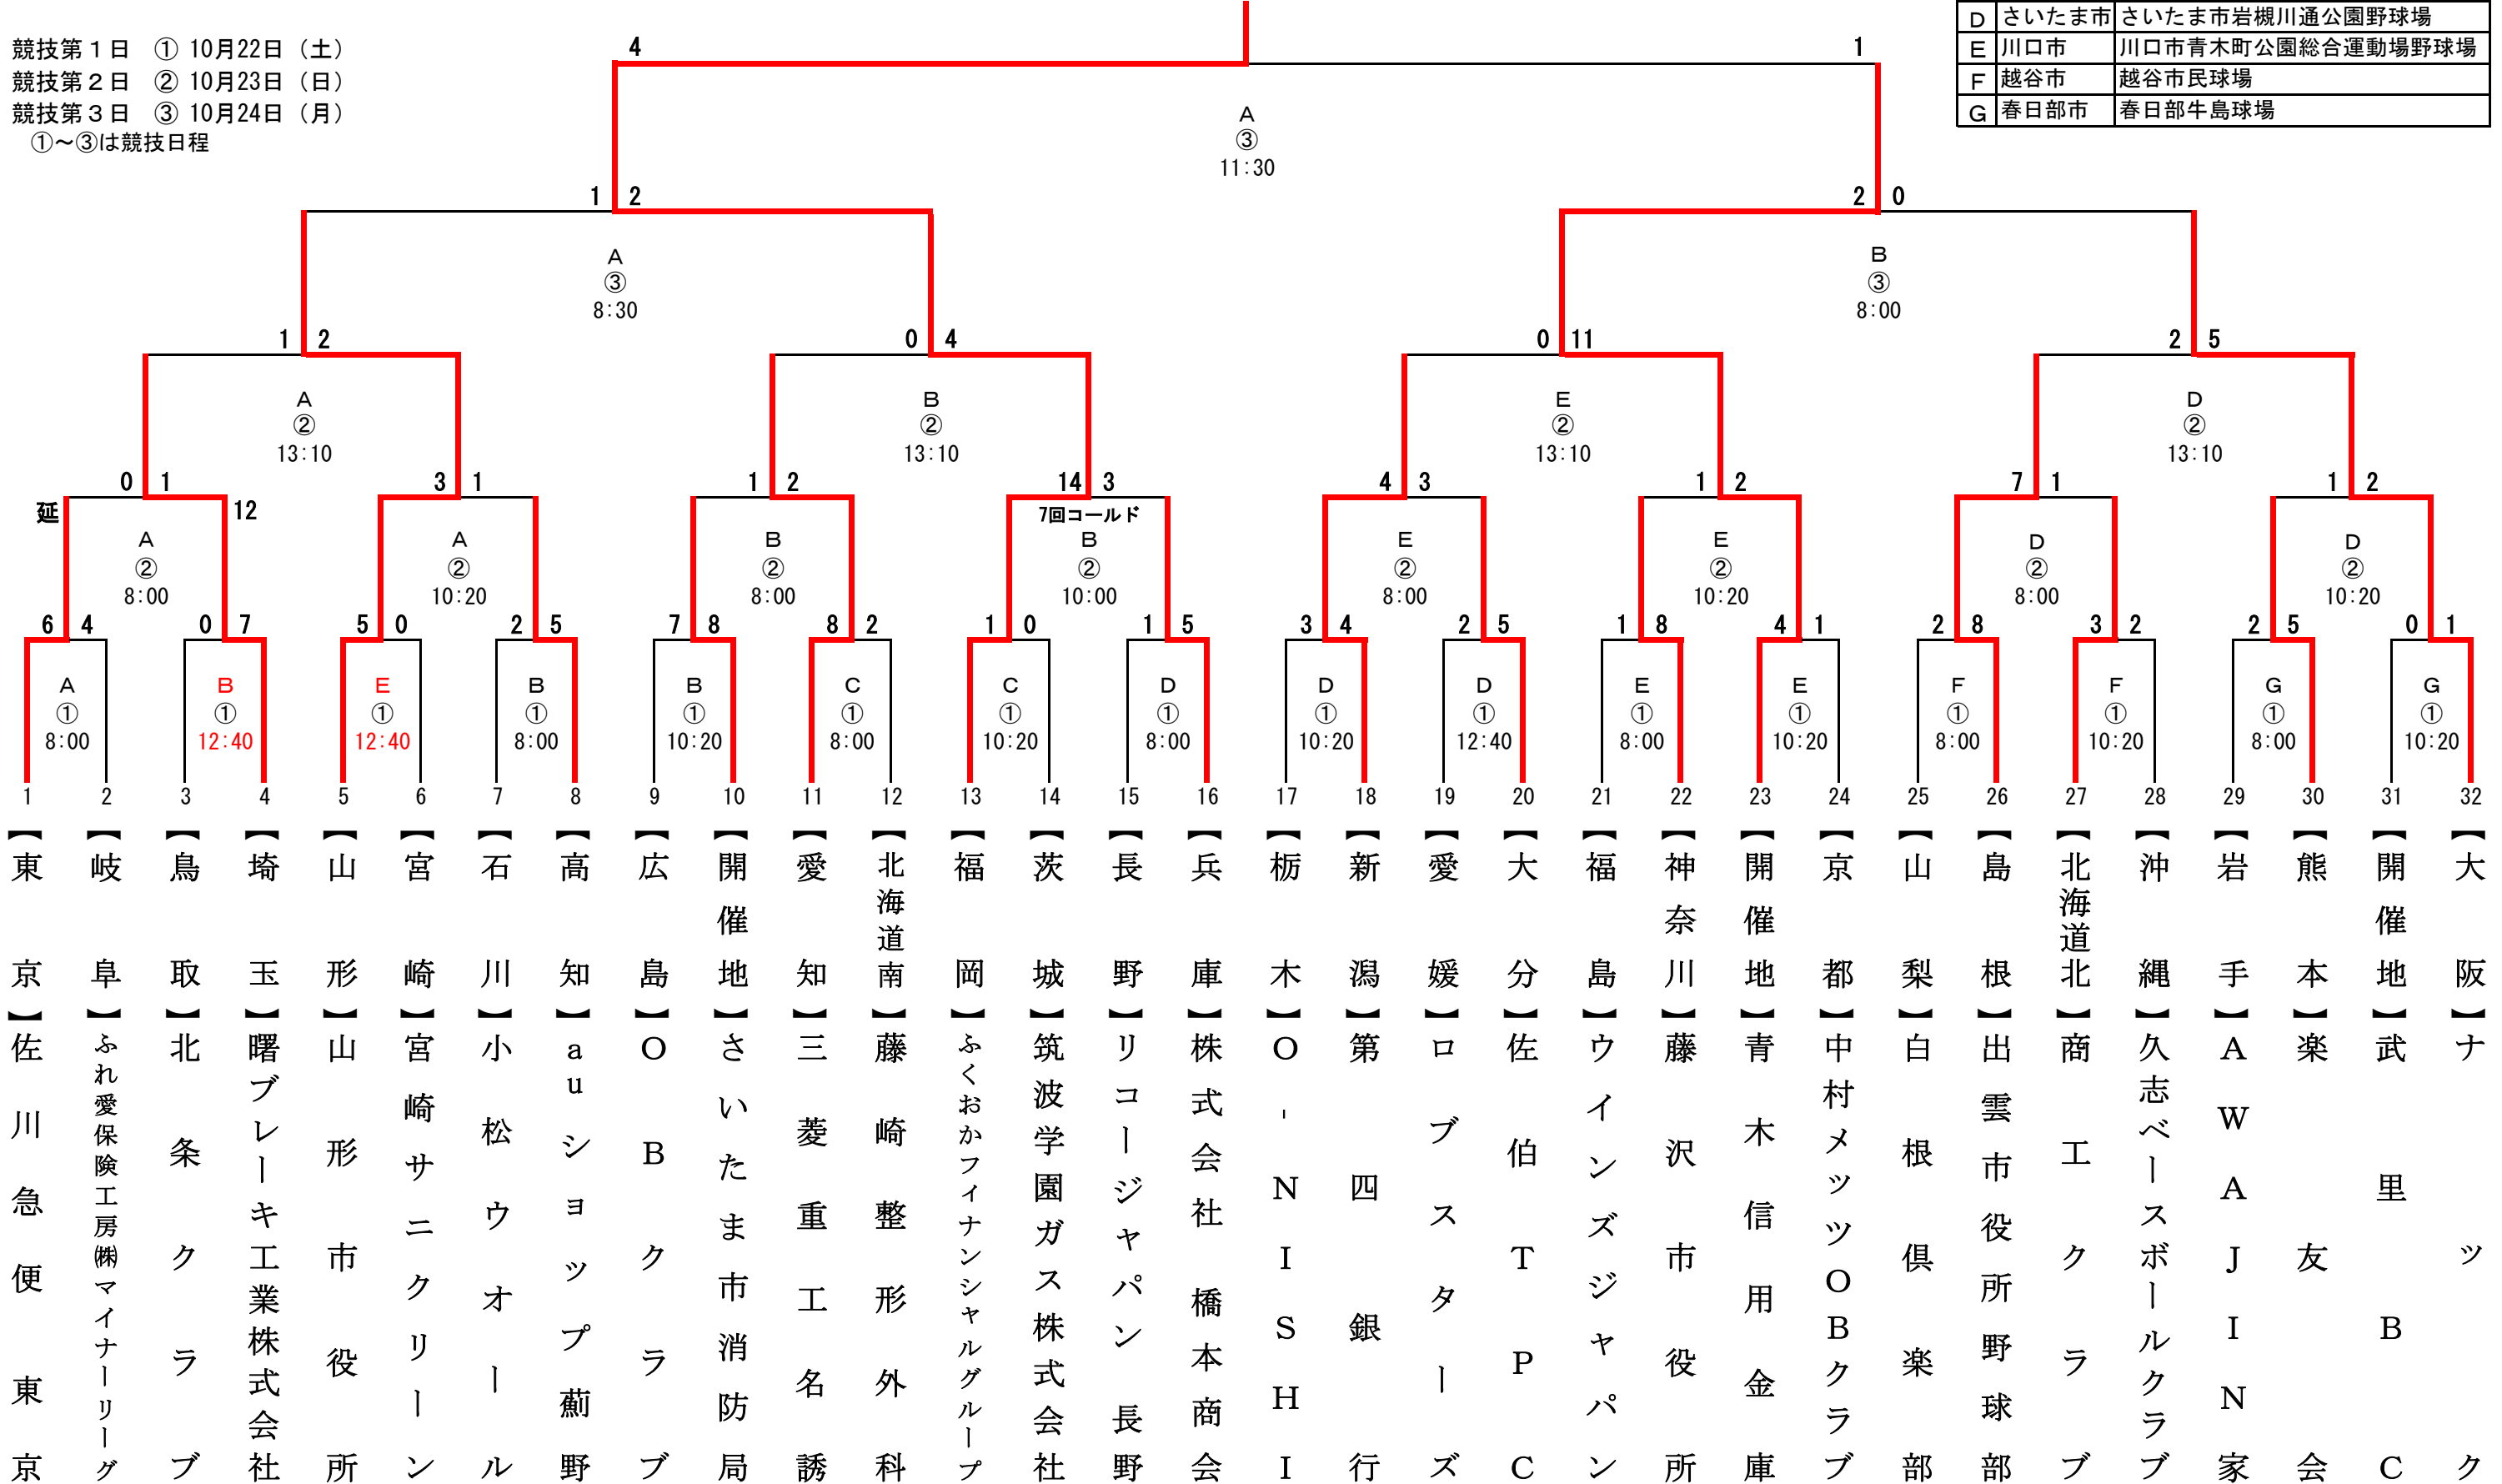 競技第１日　① 10月22日（土）
競技第２日　② 10月23日（日）
競技第３日　③ 10月24日（月）
①～③は競技日程
D さいたま市 さいたま市岩槻川通公園野球場
E 川口市 川口市青木町公園総合運動場野球場
F 越谷市 越谷市民球場
G 春日部市 春日部牛島球場
4 1
A
③
11:30
1 2 2 0
A
③
8:30
B
③
8:00
1 2 0 4 0 11 2 5
A
②
13:10
B
②
13:10
E
②
13:10
D
②
13:10
0 1 3 1 1 2 14 3 4 3 1 2 7 1 1 2
延 12
7回コールド
A
②
8:00
A
②
10:20
B
②
8:00
B
②
10:00
E
②
8:00
E
②
10:20
D
②
8:00
D
②
10:20
6 4 0 7 5 0 2 5 7 8 8 2 1 0 1 5 3 4 2 5 1 8 4 1 2 8 3 2 2 5 0 1
A
①
8:00
B
①
12:40
E
①
12:40
B
①
8:00
B
①
10:20
C
①
8:00
C
①
10:20
D
①
8:00
D
①
10:20
D
①
12:40
E
①
8:00
E
①
10:20
F
①
8:00
F
①
10:20
G
①
8:00
G
①
10:20
1 2 3 4 5 6 7 8 9 10 11 12 13 14 15 16 17 18 19 20 21 22 23 24 25 26 27 28 29 30 31 32
【東京】佐川急便東京
【岐阜】ふれ愛保険工房㈱マイナーリーグ
【鳥取】北条クラブ
【埼玉】曙ブレーキ工業株式会社
【山形】山形市役所
【宮崎】宮崎サニクリーン
【石川】小松ウオール
【高知】auショップ薊野
【広島】OBクラブ
【開催地】さいたま市消防局
【愛知】三菱重工名誘
【北海道南】藤崎整形外科
【福岡】ふくおかフィナンシャルグループ
【茨城】筑波学園ガス株式会社
【長野】リコージャパン長野
【兵庫】株式会社橋本商会
【栃木】O-NISHI
【新潟】第四銀行
【愛媛】ロブスターズ
【大分】佐伯TPC
【福島】ウインズジャパン
【神奈川】藤沢市役所
【開催地】青木信用金庫
【京都】中村メッツOBクラブ
【山梨】白根倶楽部
【島根】出雲市役所野球部
【北海道北】商工クラブ
【沖縄】久志ベースボールクラブ
【岩手】AWAJIN家
【熊本】楽友会
【開催地】武里BC
【大阪】ナック